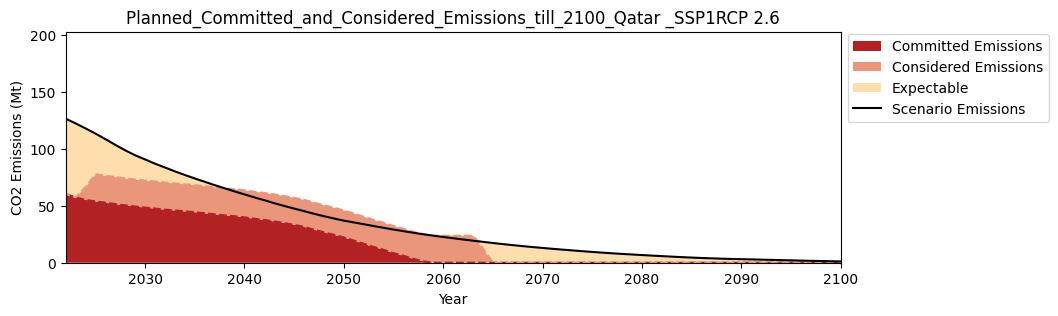 Planned_Committed_and_Considered_Emissions_till_2100_Qatar _SSP1RCP 2.6
CO2 Emissions (Mt)
200
150
100
50
0
2030 2040 2050 2060 2070 2080 2090 2100
Year
Committed Emissions
Considered Emissions
Expectable
Scenario Emissions